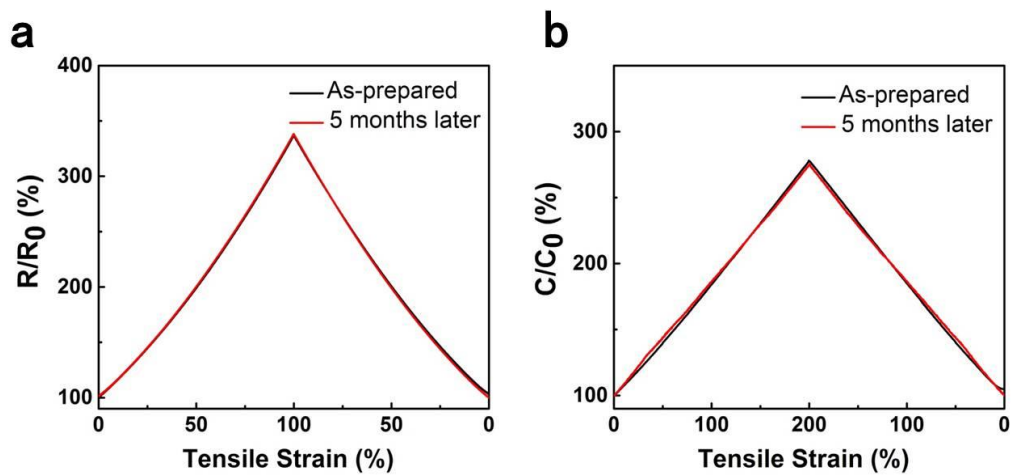 a
400
300
200
100
R/R0 (%)
As-prepared
5 months later
0 50 100 50 0
Tensile Strain (%)
b
300
200
100
C/C0 (%)
As-prepared
5 months later
0 100 200 100 0
Tensile Strain (%)